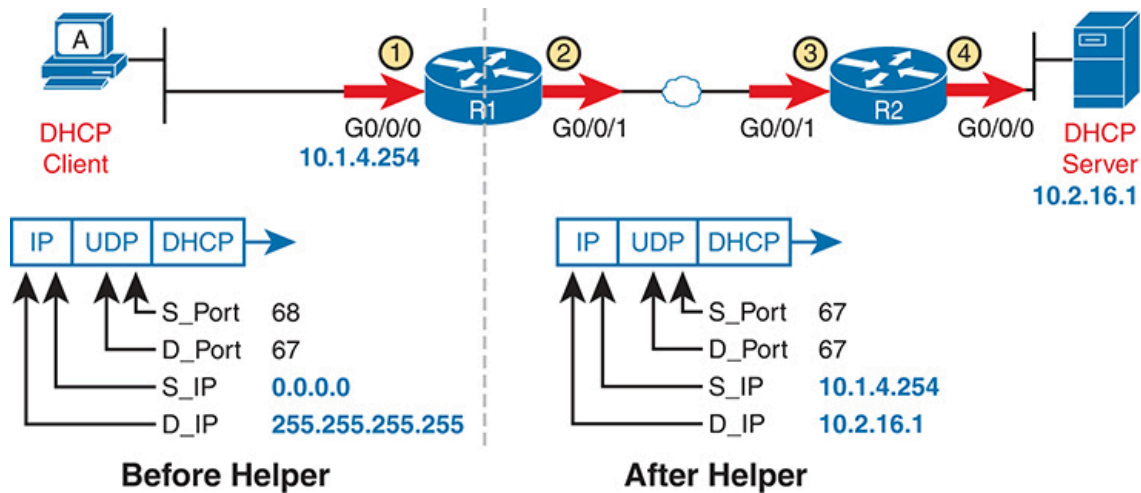 A
DHCP
Client
1
R1
2
3
R2
4
G0/0/0
10.1.4.254
G0/0/1
G0/0/1
G0/0/0
DHCP
Server
10.2.16.1
IP UDP DHCP
S_Port 68
D_Port 67
S_IP 0.0.0.0
D_IP 255.255.255.255
Before Helper
IP UDP DHCP
S_Port 67
D_Port 67
S_IP 10.1.4.254
D_IP 10.2.16.1
After Helper